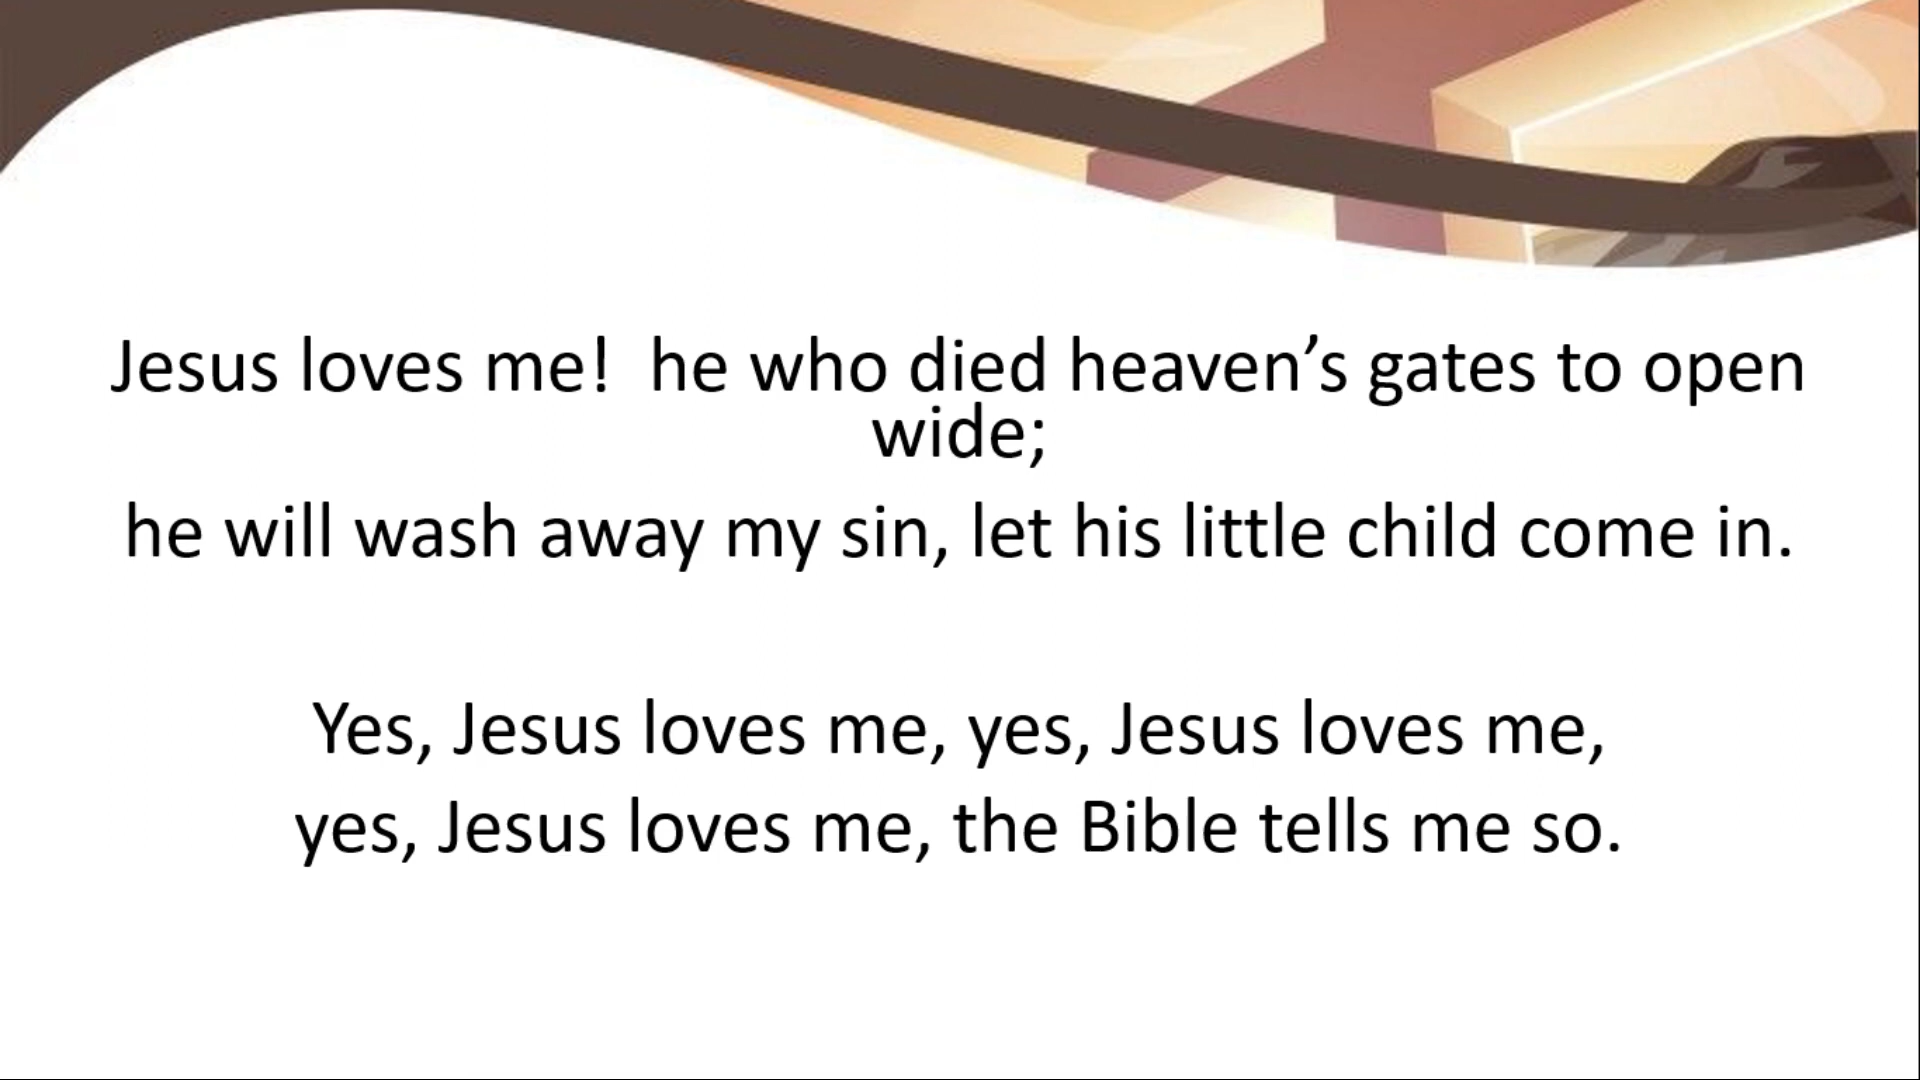 Jesus loves me!  he who died heaven’s gates to open
wide;
he will wash away my sin, let his little child come in.
Yes, Jesus loves me, yes, Jesus loves me,
yes, Jesus loves me, the Bible tells me so.